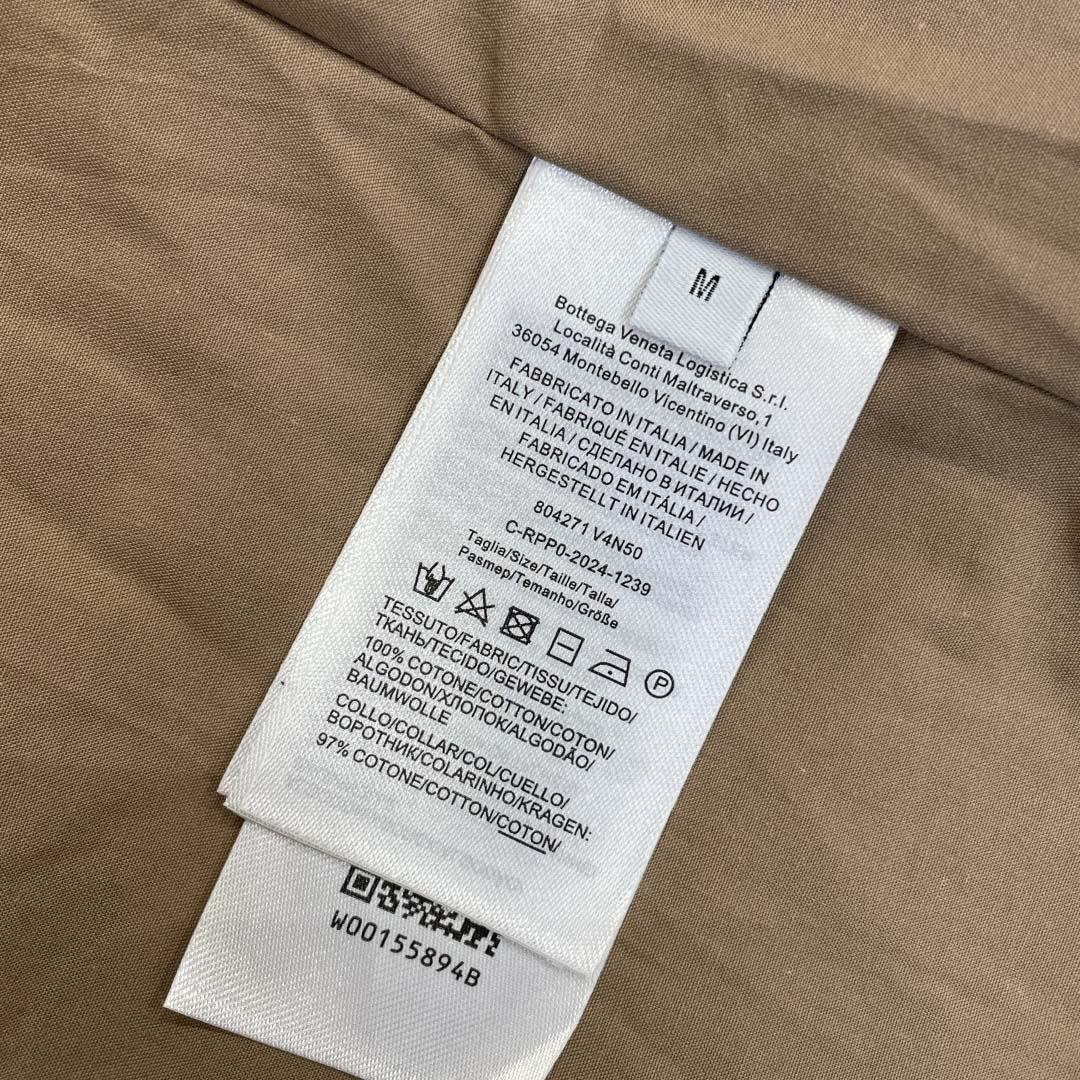 M
Bottega Veneta Logistica S.r.l.
Località Conti Maltraverso, 1
36054 Montebello Vicentino (VI) Italy
FABBRICATO IN ITALIA / MADE IN
ITALY / FABRIQUÉ EN ITALIE / HECHO
EN ITALIA / СДЕЛАНО В ИТАЛИИ /
FABRICADO EM ITÁLIA /
HERGESTELLT IN ITALIEN
804271 V4N50
C-RPP0-2024-1239
Taglia/Size/Taille/Talla/
Размер/Tamanho/Größe
P
TESSUTO/FABRIC/TISSU/TEJIDO/
ТКАНЬ/TECIDO/GEWEBE:
100% COTONE/COTTON/COTON/
ALGODON/ХЛОПОК/ALGODÃO/
BAUMWOLLE
COLLO/COLLAR/COL/CUELLO/
ВОРОТНИК/COLARINHO/KRAGEN:
97% COTONE/COTTON/COTON/
W00155894B